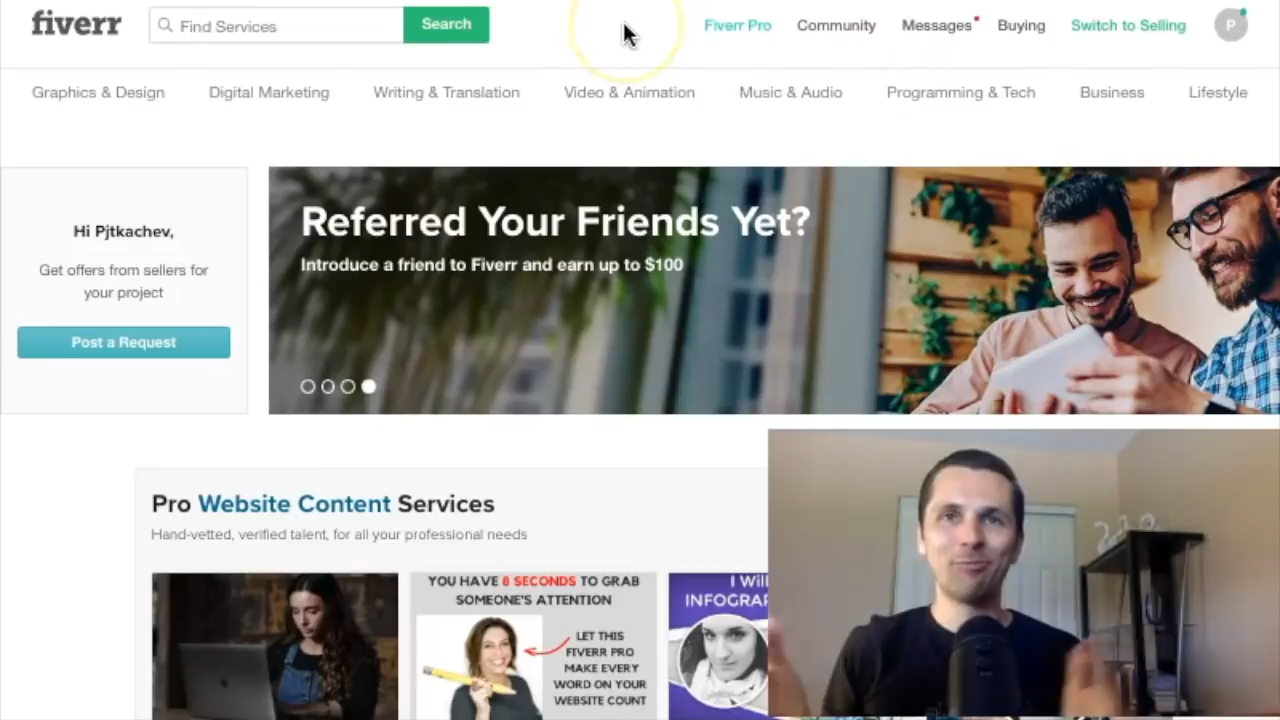 fiverr
Find Services
Search
Fiverr Pro
Community
Messages
Buying
Switch to Selling
P
Graphics & Design
Digital Marketing
Writing & Translation
Video & Animation
Music & Audio
Programming & Tech
Business
Lifestyle
Hi Pjtkachev,
Get offers from sellers for
your project
Post a Request
Referred Your Friends Yet?
Introduce a friend to Fiverr and earn up to $100
Pro Website Content Services
Hand-vetted, verified talent, for all your professional needs
YOU HAVE 8 SECONDS TO GRAB
SOMEONE'S ATTENTION
LET THIS
FIVERR PRO
MAKE EVERY
WORD ON YOUR
WEBSITE COUNT
I Will